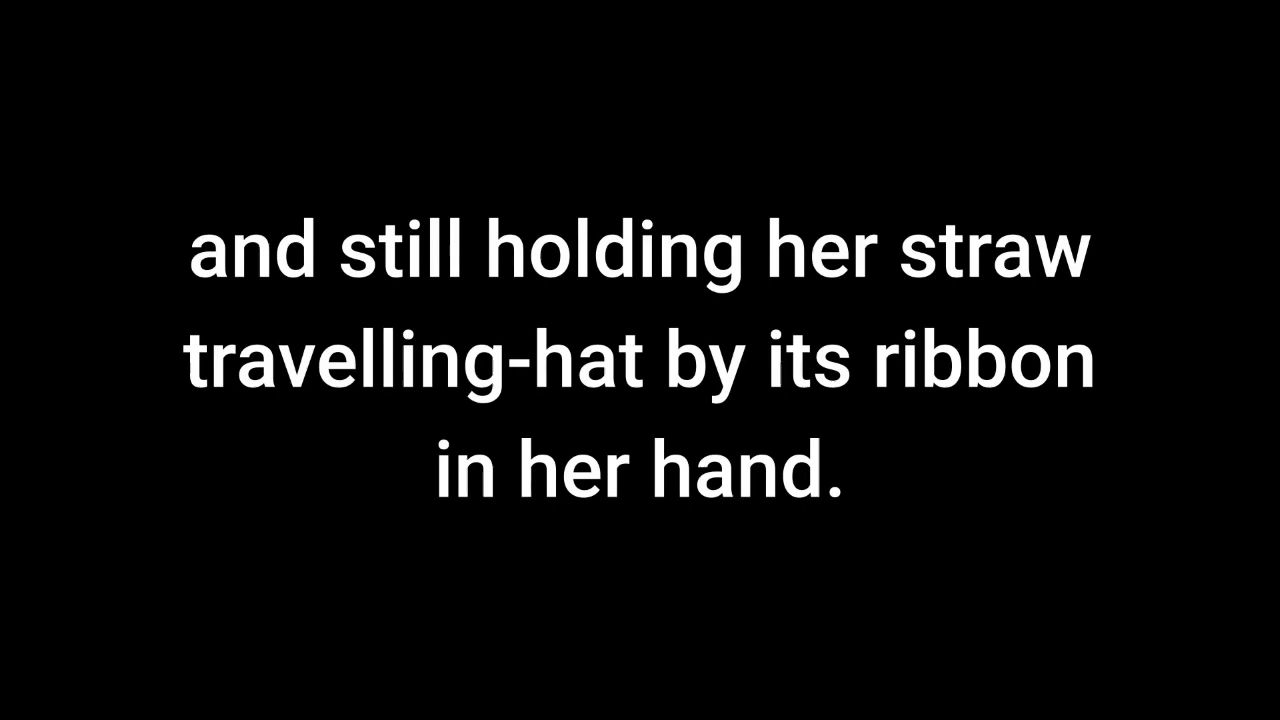 and still holding her straw
travelling-hat by its ribbon
in her hand.